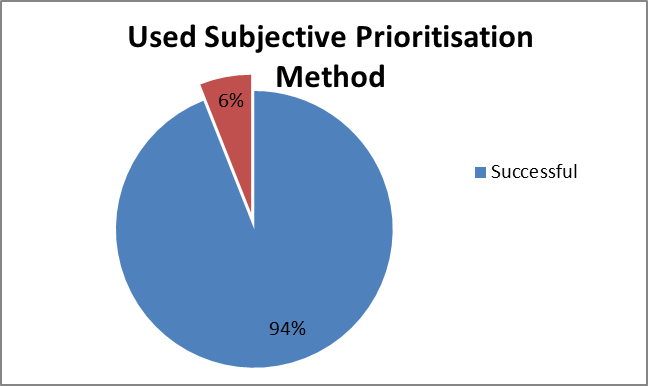 Used Subjective Prioritisation
Method
6%
Successful
94%